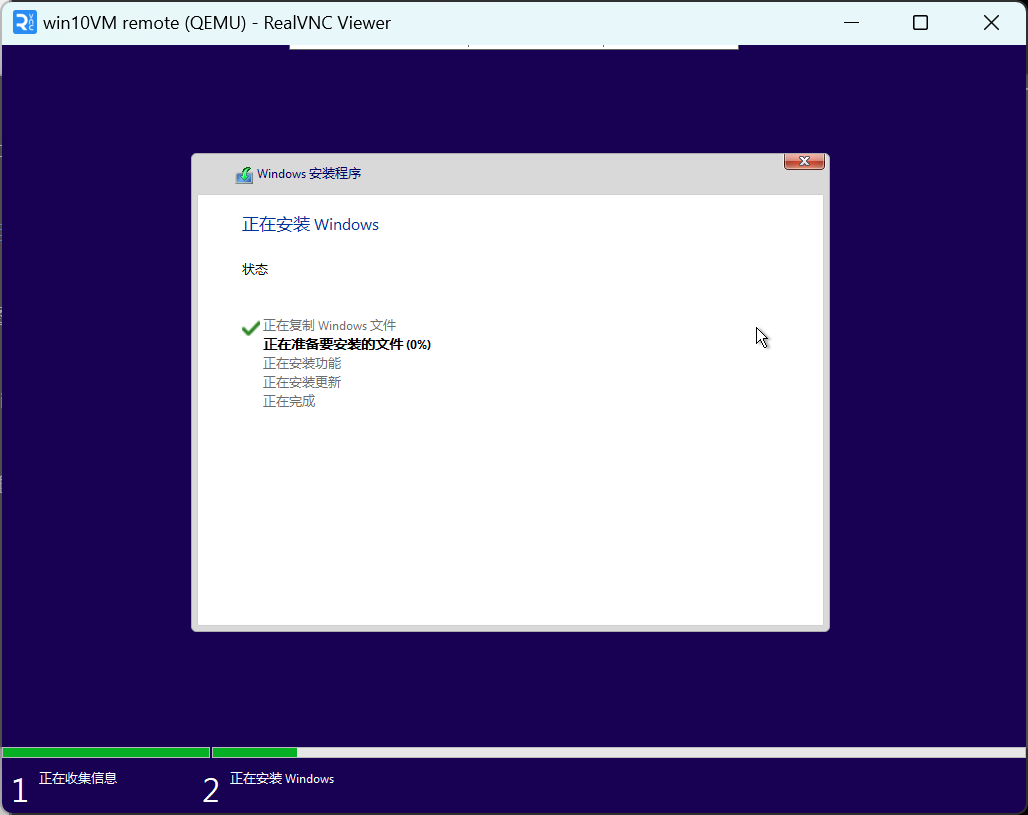 win10VM remote (QEMU) - RealVNC Viewer
Windows 安装程序
正在安装 Windows
状态
正在复制 Windows 文件
正在准备要安装的文件 (0%)
正在安装功能
正在安装更新
正在完成
1 正在收集信息
2 正在安装 Windows